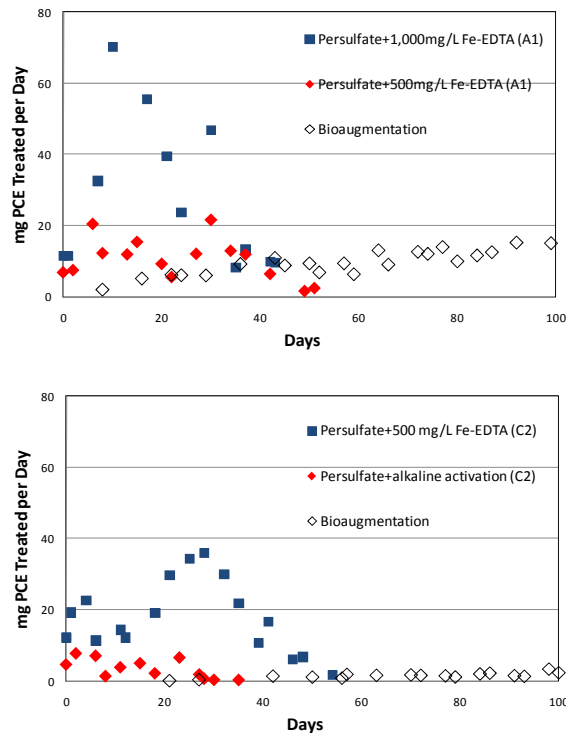 80
Persulfate+1,000mg/L Fe-EDTA (A1)
60
Persulfate+500mg/L Fe-EDTA (A1)
Bioaugmentation
40
20
0
0 20 40 60 80 100
mg PCE Treated per Day
Days
80
Persulfate+500 mg/L Fe-EDTA (C2)
60
Persulfate+alkaline activation (C2)
Bioaugmentation
40
20
0
0 20 40 60 80 100
mg PCE Treated per Day
Days